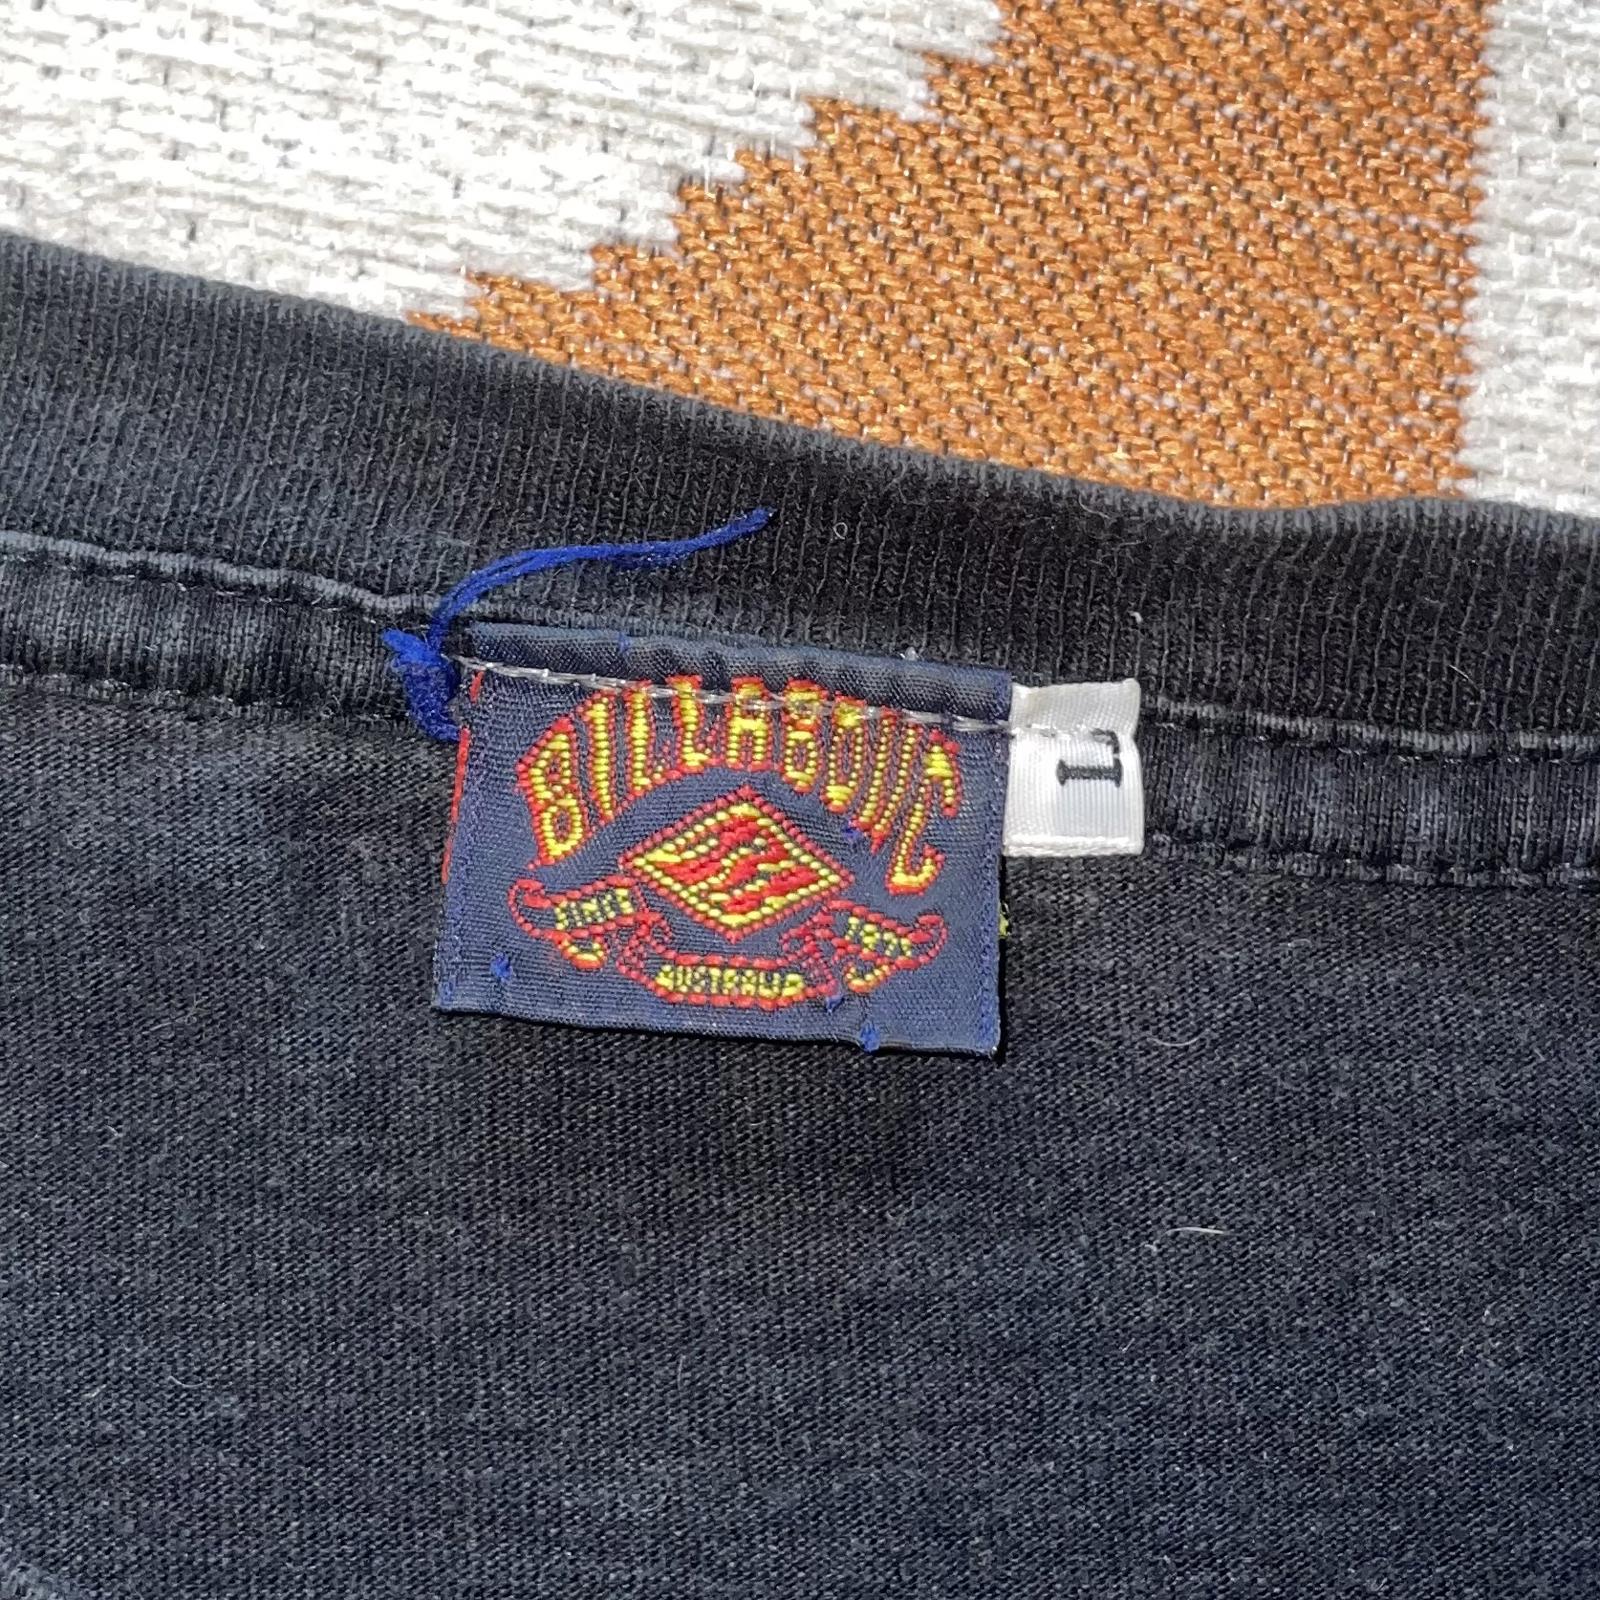 BILLABONG
SINCE
1973
AUSTRALIA
L